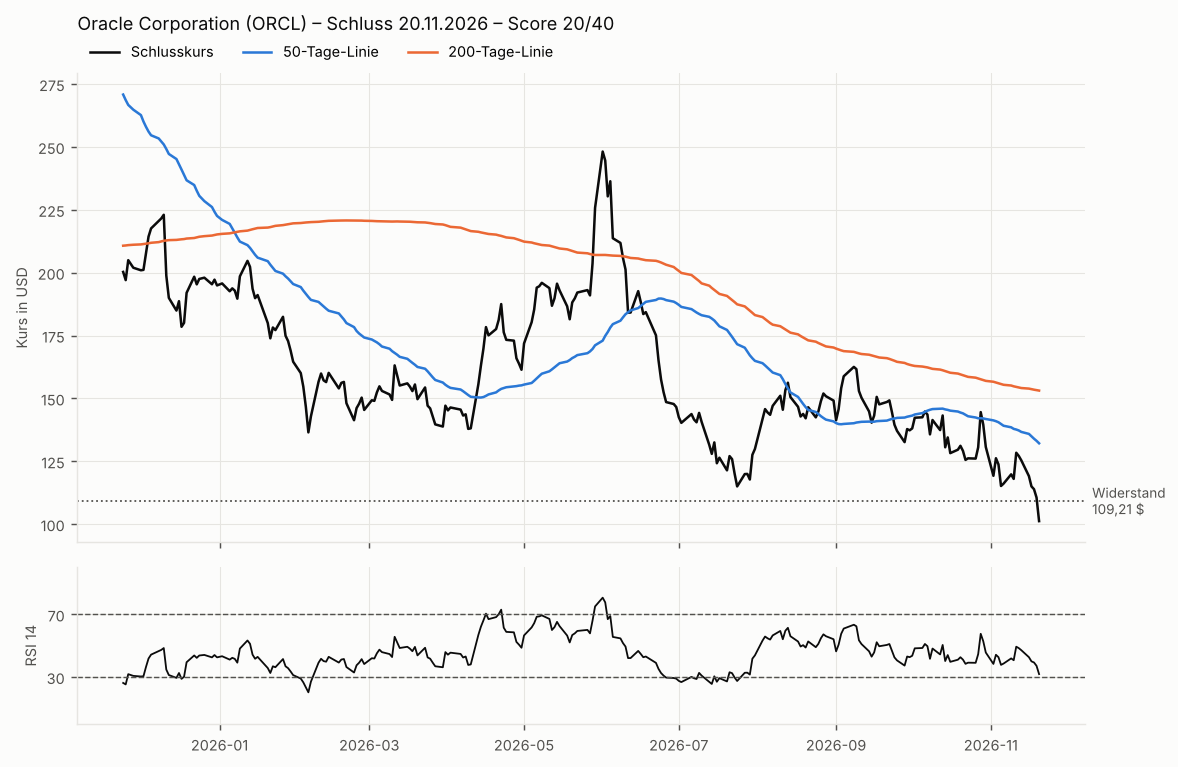 Oracle Corporation (ORCL) – Schluss 20.11.2026 – Score 20/40
Schlusskurs 50-Tage-Linie 200-Tage-Linie
Kurs in USD
275
250
225
200
175
150
125
100
Widerstand
109,21 $
RSI 14
70
30
2026-01 2026-03 2026-05 2026-07 2026-09 2026-11